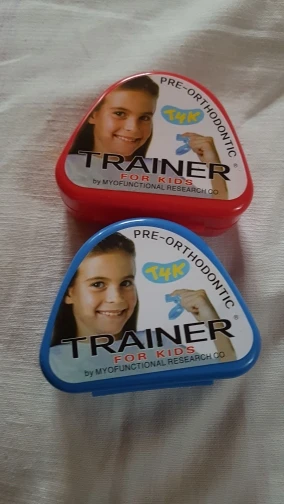 PRE-ORTHODONTIC
T4K
TRAINER®
FOR KIDS
by MYOFUNCTIONAL RESEARCH CO
PRE-ORTHODONTIC
T4K
TRAINER®
FOR KIDS
by MYOFUNCTIONAL RESEARCH CO